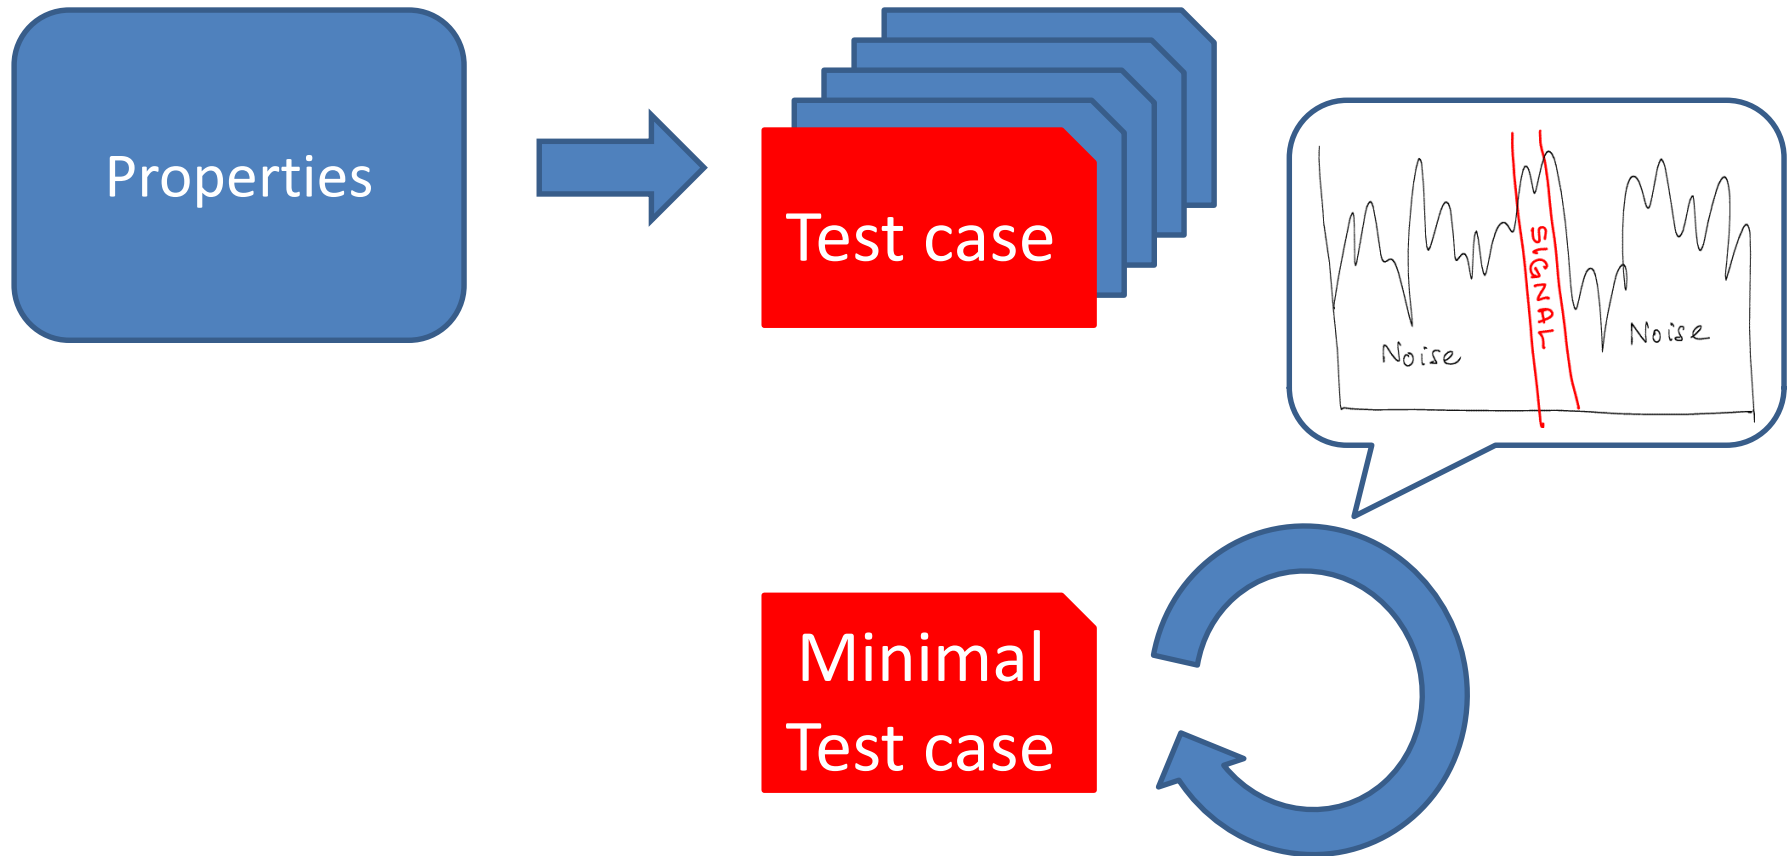 Properties
Test case
SIGNAL
Noise
Noise
Minimal
Test case